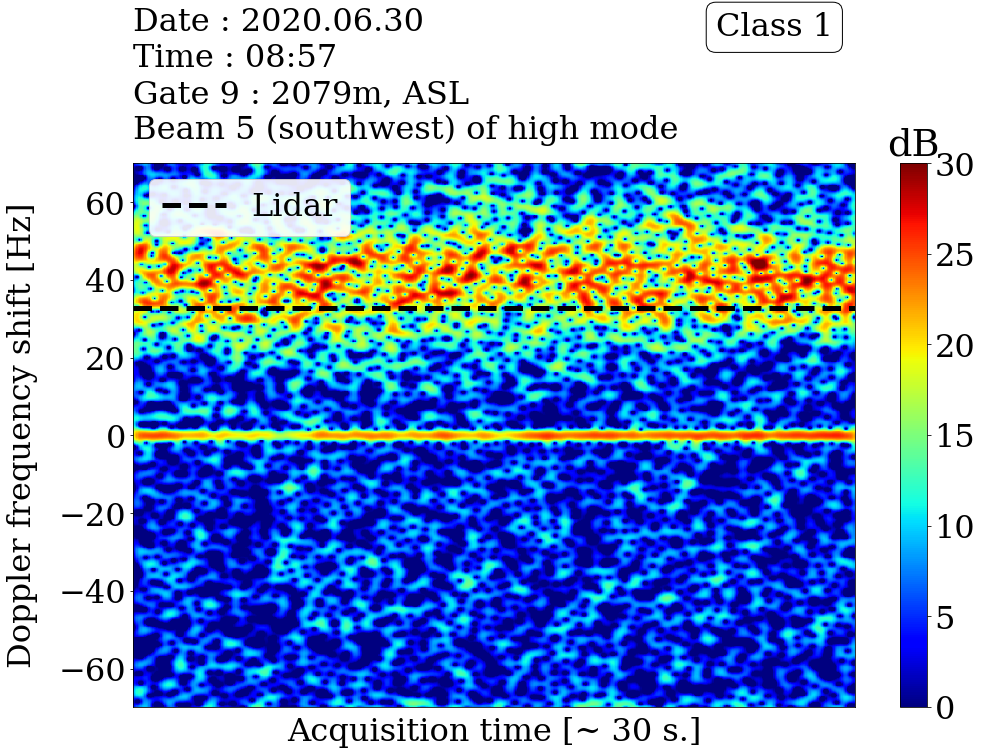 Date : 2020.06.30
Time : 08:57
Gate 9 : 2079m, ASL
Beam 5 (southwest) of high mode
Class 1
dB
Lidar
Doppler frequency shift [Hz]
60
40
20
0
−20
−40
−60
Acquisition time [~ 30 s.]
30
25
20
15
10
5
0